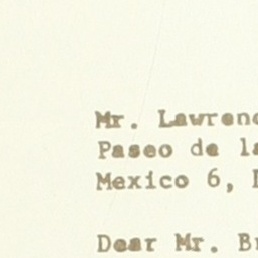 Mr. Lawrenc
Paseo de la
Mexico 6,
Dear Mr. B